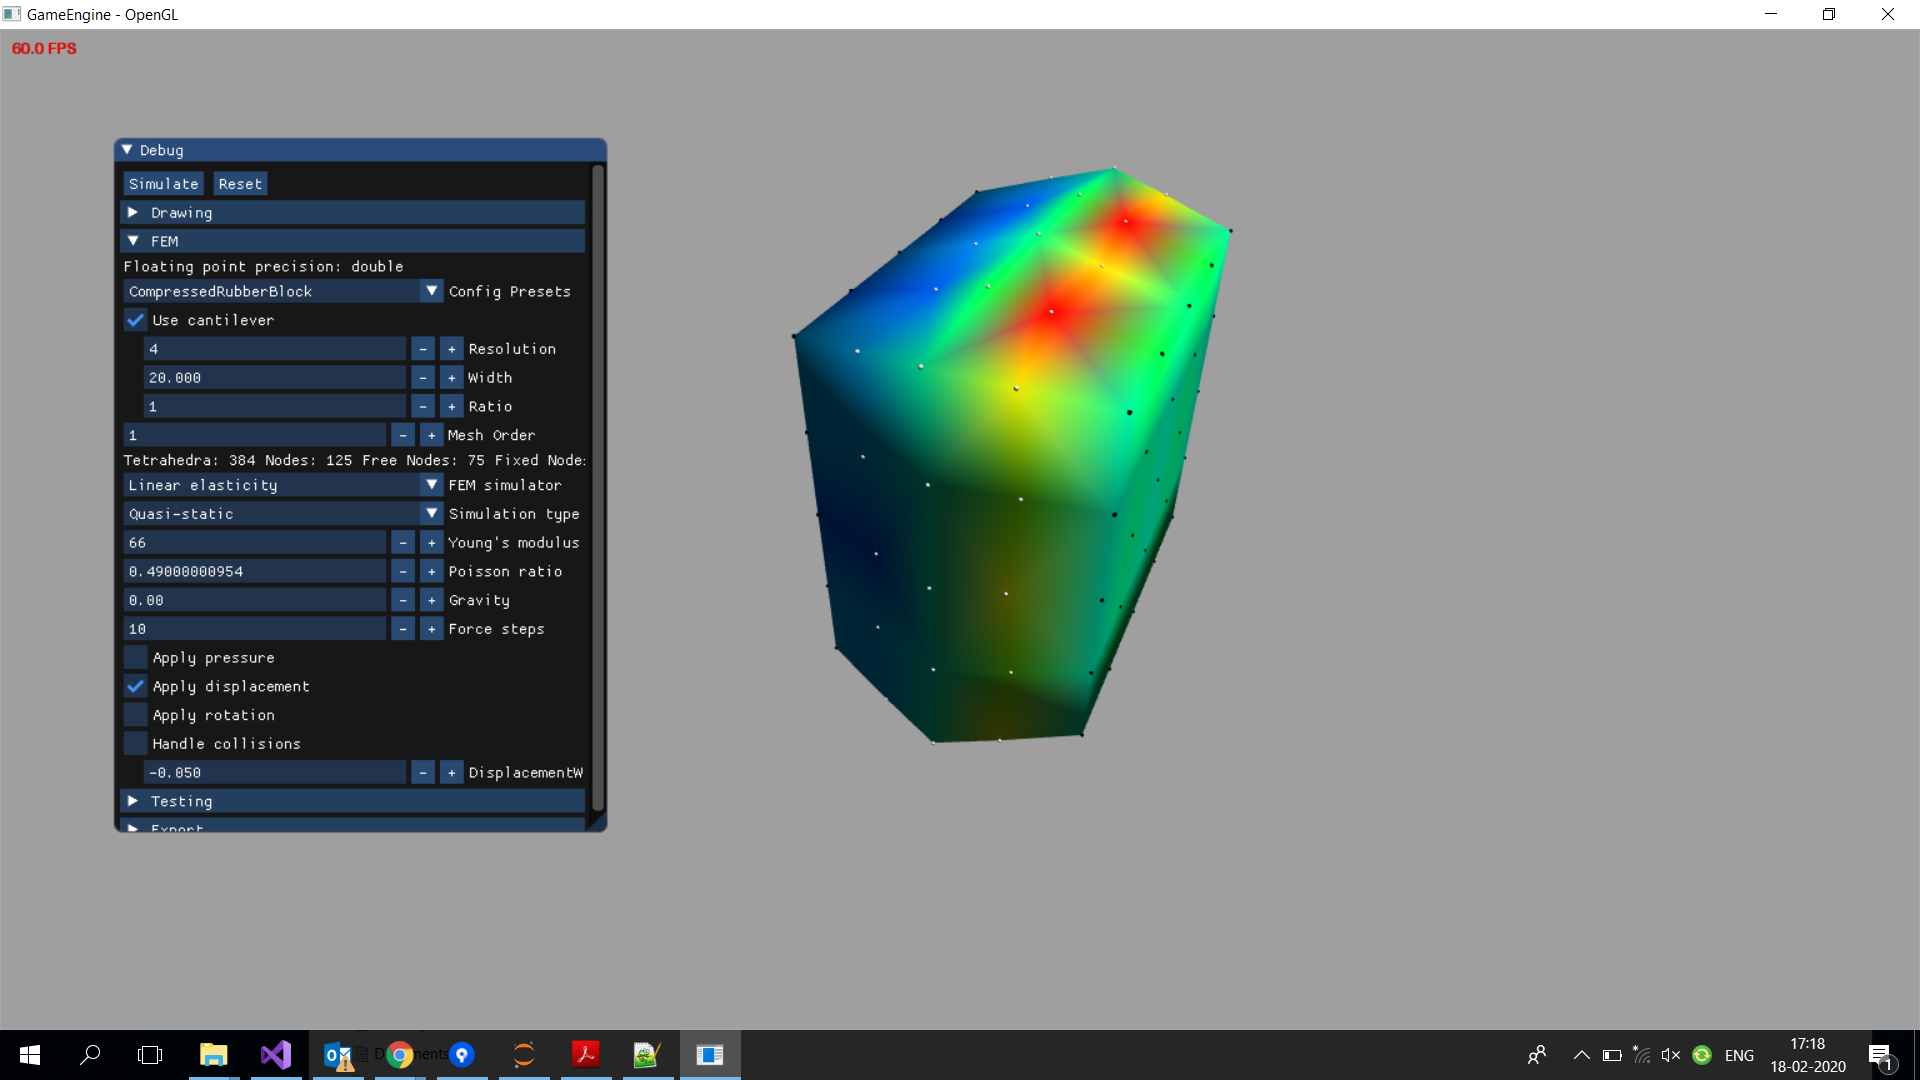 GameEngine - OpenGL
60.0 FPS
Debug
Simulate Reset
Drawing
FEM
Floating point precision: double
CompressedRubberBlock Config Presets
Use cantilever
4 - + Resolution
20.000 - + Width
1 - + Ratio
1 - + Mesh Order
Tetrahedra: 384 Nodes: 125 Free Nodes: 75 Fixed Node:
Linear elasticity FEM simulator
Quasi-static Simulation type
66 - + Young's modulus
0.49000000954 - + Poisson ratio
0.00 - + Gravity
10 - + Force steps
Apply pressure
Apply displacement
Apply rotation
Handle collisions
-0.050 - + DisplacementW
Testing
Export
ENG
17:18
18-02-2020
1